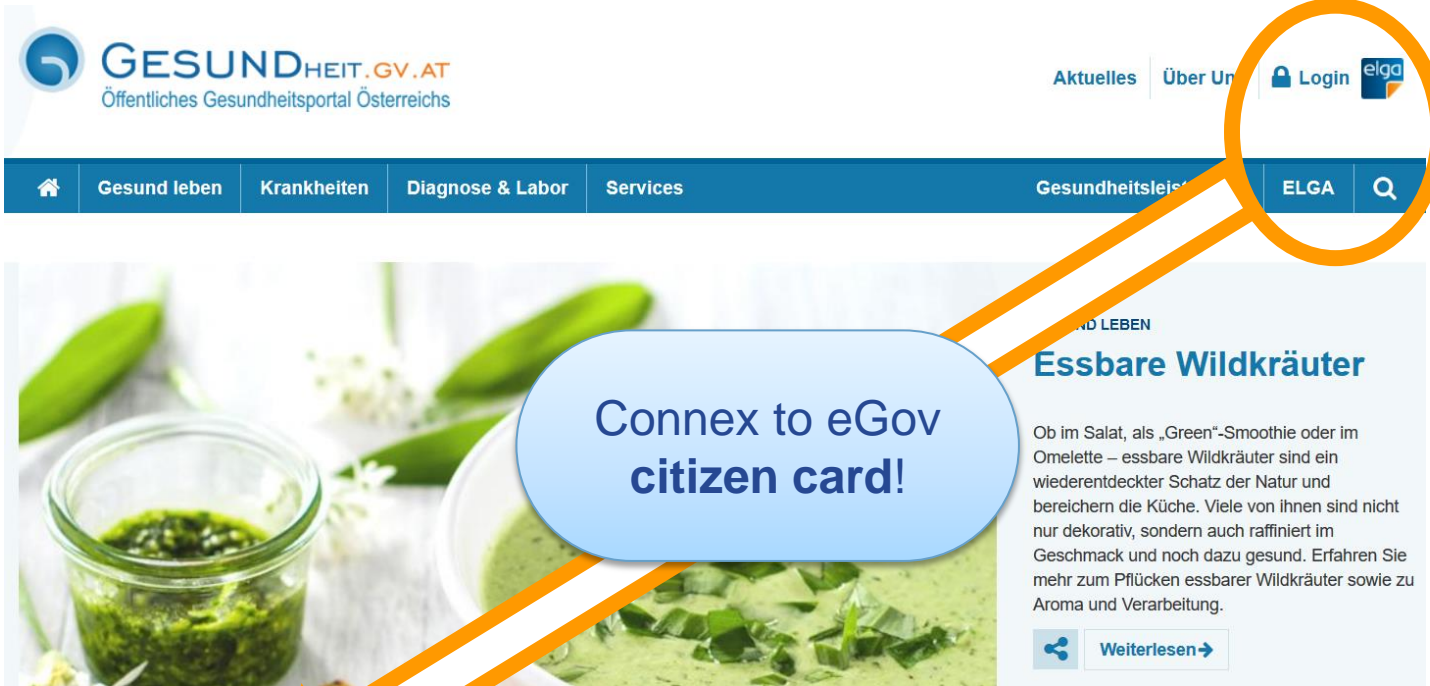 GESUNDHEIT.GV.AT
Öffentliches Gesundheitsportal Österreichs
Aktuelles Über Un Login elga
Gesund leben Krankheiten Diagnose & Labor Services ELGA
LEBEN
Essbare Wildkräuter
Connex to eGov
citizen card!
Ob im Salat, als „Green“-Smoothie oder im
Omelette – essbare Wildkräuter sind ein
wiederentdeckter Schatz der Natur und
bereichern die Küche. Viele von ihnen sind nicht
nur dekorativ, sondern auch raffiniert im
Geschmack und noch dazu gesund. Erfahren Sie
mehr zum Pflücken essbarer Wildkräuter sowie zu
Aroma und Verarbeitung.
Weiterlesen